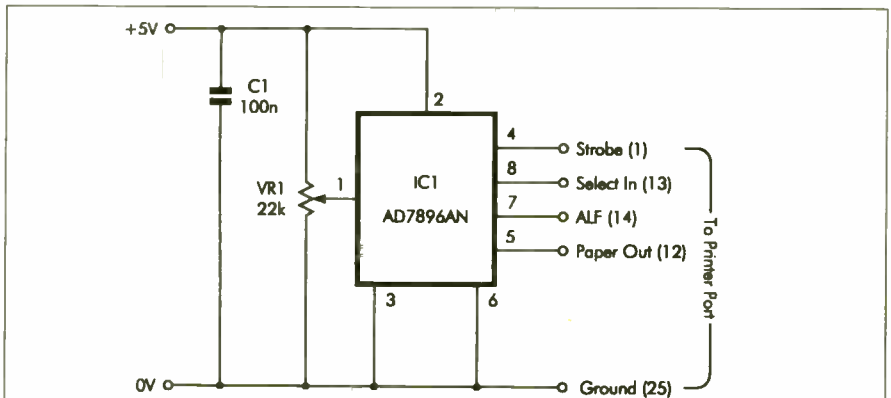 +5V
C1
100n
2
4
Strobe (1)
VR1
22k
1
IC1
AD7896AN
8
Select In (13)
7
ALF (14)
5
Paper Out (12)
To Printer Port
3
6
0V
Ground (25)